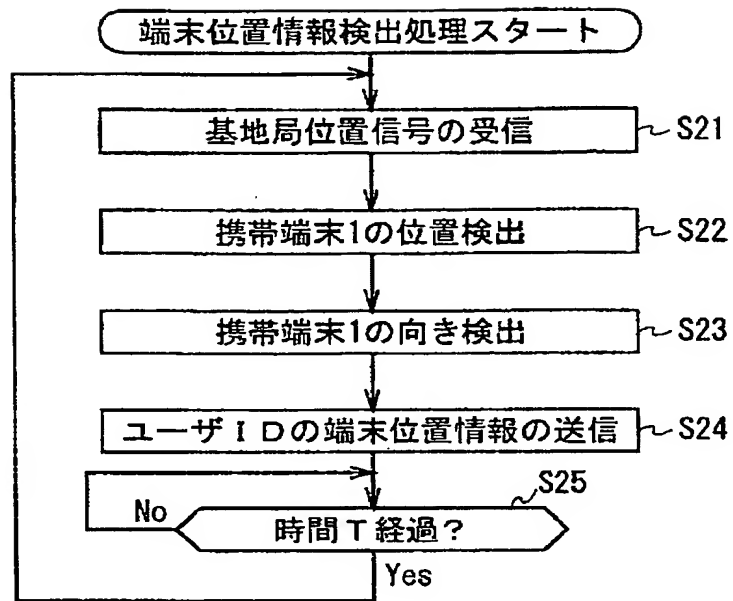 端末位置情報検出処理スタート
基地局位置信号の受信
S21
携帯端末1の位置検出
S22
携帯端末1の向き検出
S23
ユーザIDの端末位置情報の送信
S24
S25
No
時間T経過?
Yes